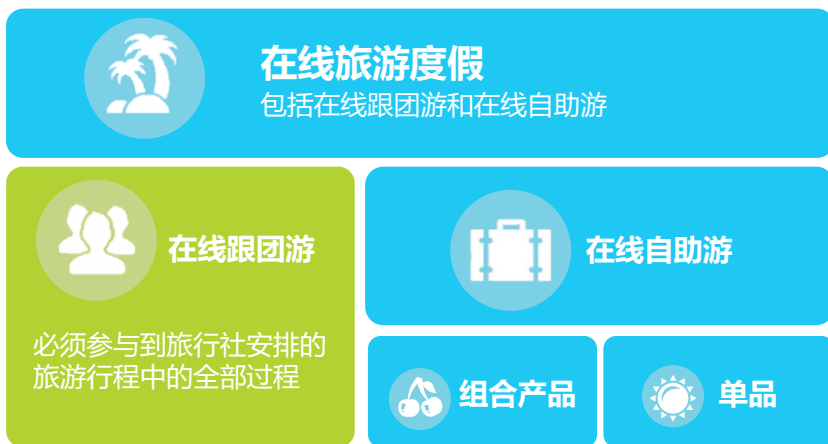 在线旅游度假
包括在线跟团游和在线自助游
在线跟团游
必须参与到旅行社安排的
旅游行程中的全部过程
在线自助游
组合产品
单品